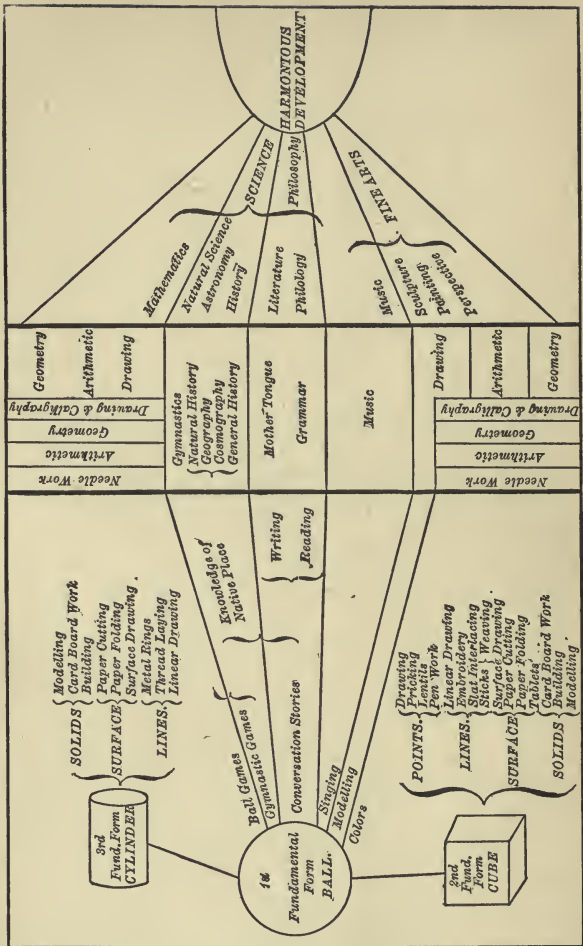 HARMONIOUS
DEVELOPMENT
SCIENCE
Philosophy
FINE ARTS
Mathematics
Natural Science
Astronomy
History
Literature
Philology
Music
Sculpture
Painting.
Perspective
Geometry
Arithmetic
Drawing
Drawing & Calligraphy
Geometry
Arithmetic
Needle Work
Gymnastics
Natural History
Geography
Cosmography
General History
Mother Tongue
Grammar
Music
Drawing
Arithmetic
Geometry
Drawing & Calligraphy
Geometry
Arithmetic
Needle Work
Knowledge of
Native Place
Writing
Reading
Modelling
Card Board Work
Building
Paper Cutting
Paper Folding
Surface Drawing
Metal Rings
Thread Laying
Linear Drawing
SOLIDS
SURFACE
LINES.
3rd
Fund. Form
CYLINDER
Ball Games
Gymnastic Games
Conversation Stories
Singing
Modelling
Colors
1st
Fundamental
Form
BALL.
Drawing
Pricking
Lentils
Pen Work
Linear Drawing
Embroidery
Slat Interlacing
Sticks } Weaving
Surface Drawing
Paper Cutting
Paper Folding
Tablets
Card Board Work
Building
Modelling
POINTS.
LINES.
SURFACE
SOLIDS
2nd
Fund.
Form
CUBE